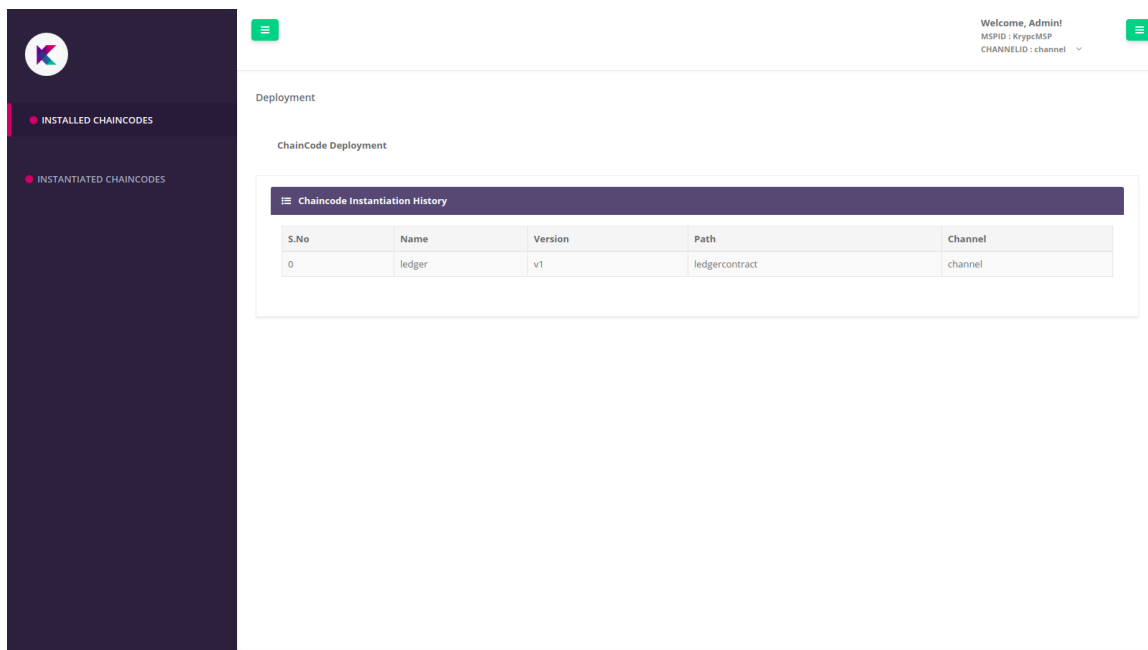 Welcome, Admin!
MSPID : KrypcMSP
CHANNELID : channel
INSTALLED CHAINCODES
INSTANTIATED CHAINCODES
Deployment
ChainCode Deployment
Chaincode Instantiation History
S.No Name Version Path Channel
0 ledger v1 ledgercontract channel